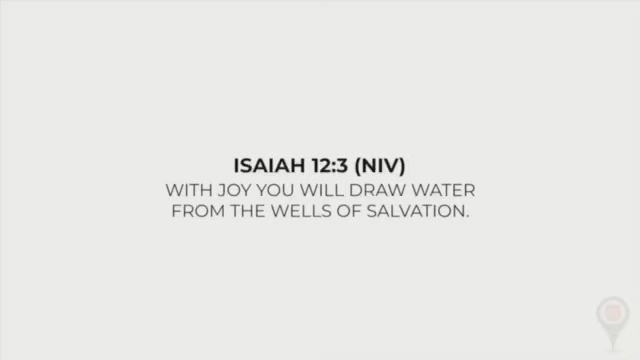 ISAIAH 12:3 (NIV)
WITH JOY YOU WILL DRAW WATER
FROM THE WELLS OF SALVATION.